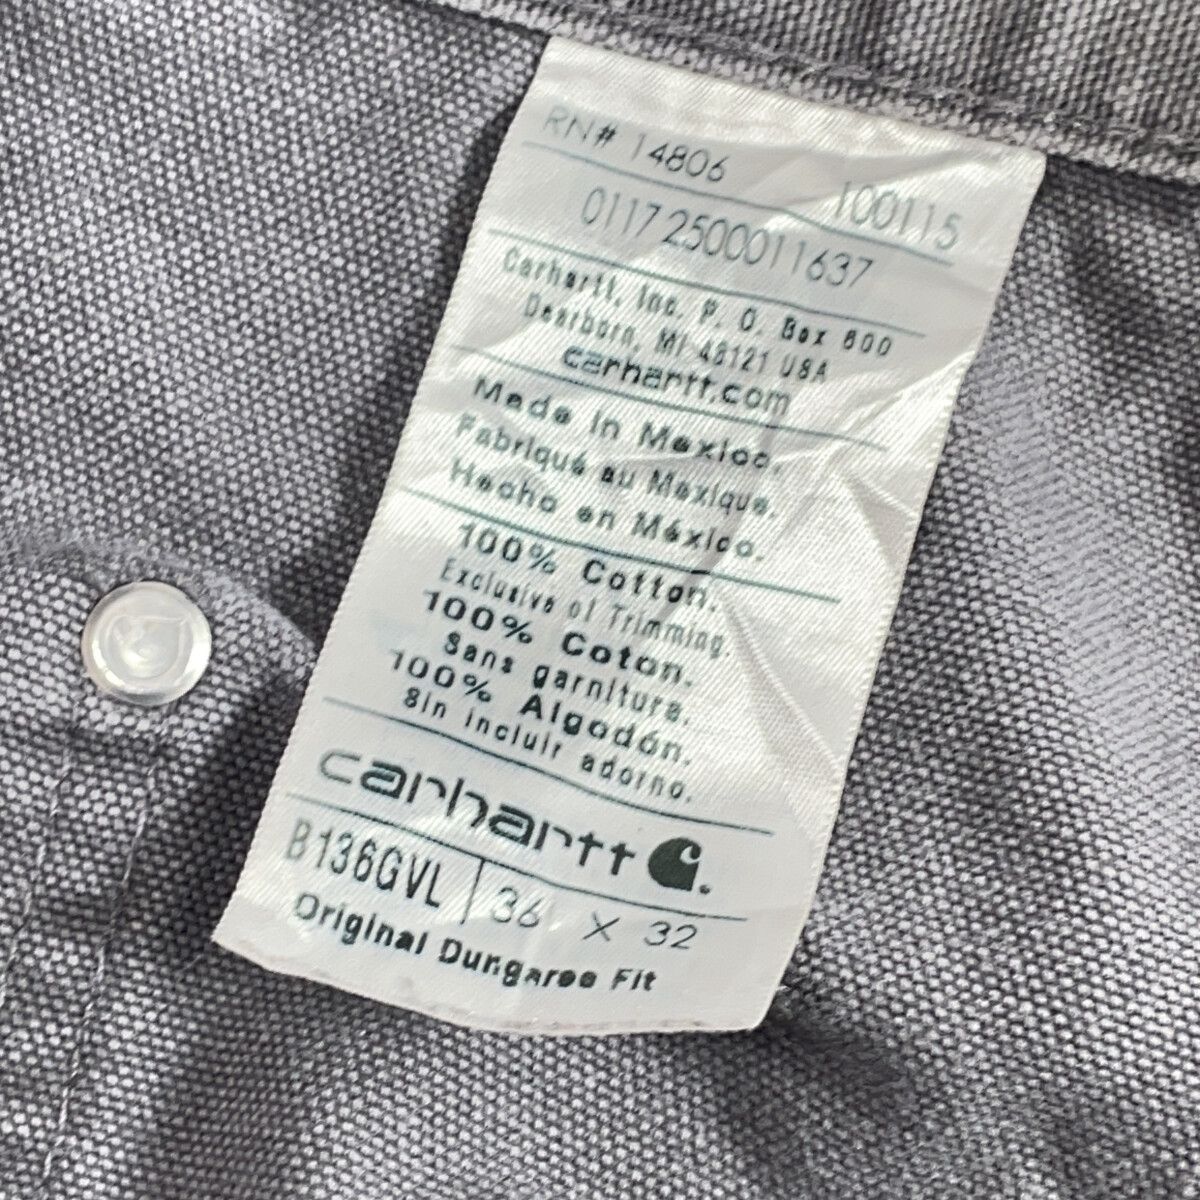 RN# 14806 100115
0117 2500011637
Carhartt, Inc. P. O. Box 600
Dearborn, MI 48121 USA
carhartt.com
Made in Mexico.
Fabriqué au Mexique.
Hecho en México.
100% Cotton.
Exclusive of Trimming.
100% Coton.
Sans garniture.
100% Algodón.
Sin incluir adorno.
carhartt
B136GVL 36 X 32
Original Dungaree Fit